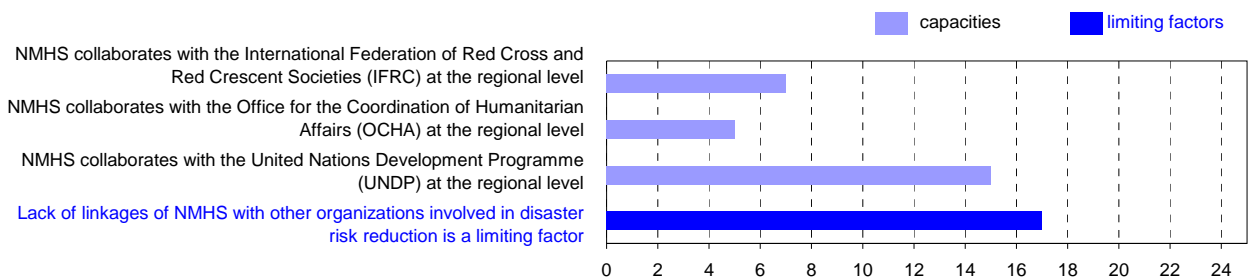 capacities limiting factors
NMHS collaborates with the International Federation of Red Cross and
Red Crescent Societies (IFRC) at the regional level
NMHS collaborates with the Office for the Coordination of Humanitarian
Affairs (OCHA) at the regional level
NMHS collaborates with the United Nations Development Programme
(UNDP) at the regional level
Lack of linkages of NMHS with other organizations involved in disaster
risk reduction is a limiting factor
0 2 4 6 8 10 12 14 16 18 20 22 24